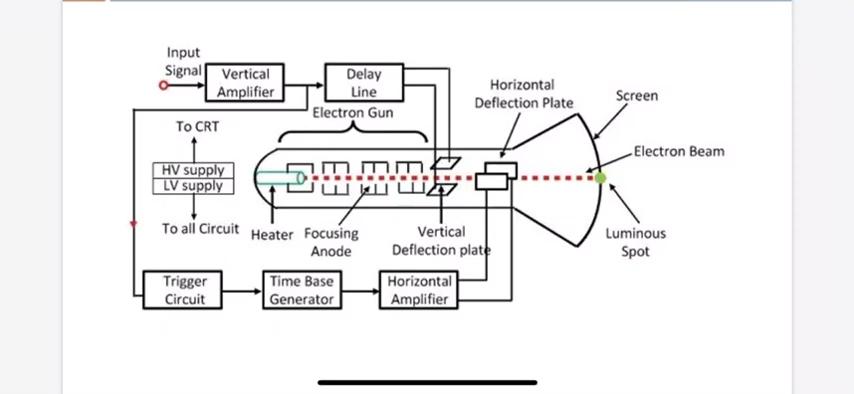 Input
Signal
Vertical
Amplifier
Delay
Line
Horizontal
Deflection Plate
Screen
Electron Gun
To CRT
Electron Beam
HV supply
LV supply
To all Circuit
Heater
Focusing
Anode
Vertical
Deflection plate
Luminous
Spot
Trigger
Circuit
Time Base
Generator
Horizontal
Amplifier